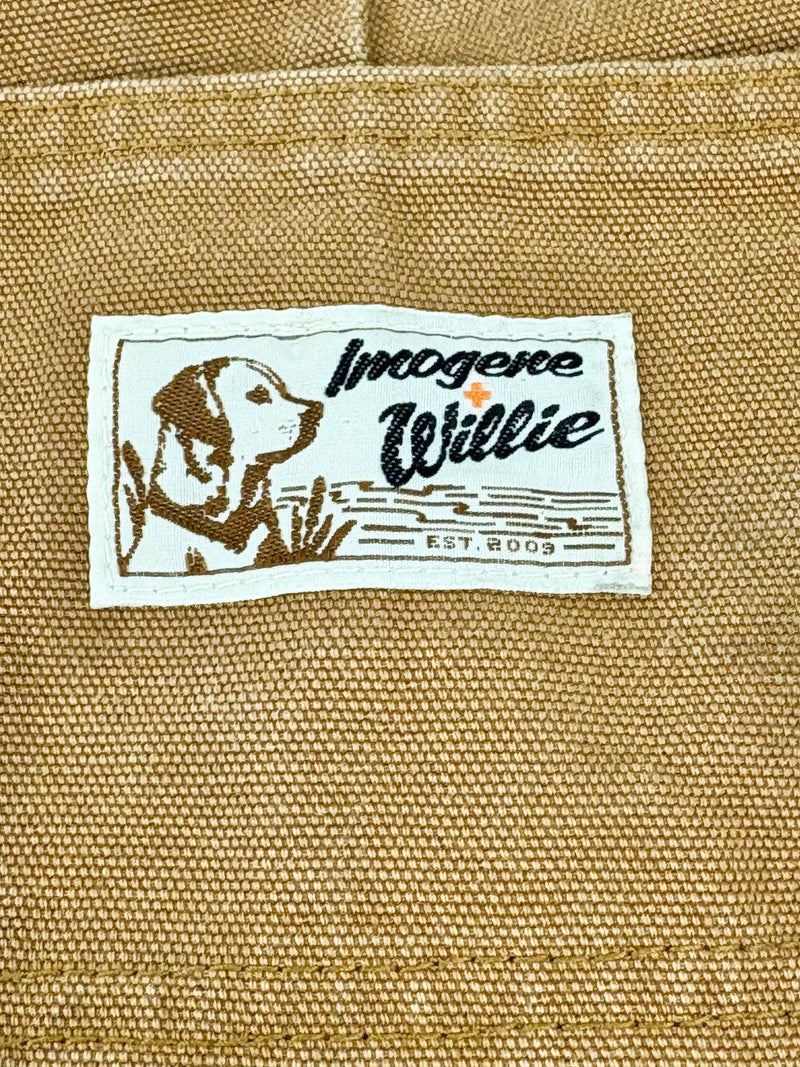 Imogene
+
Willie
EST. 2009